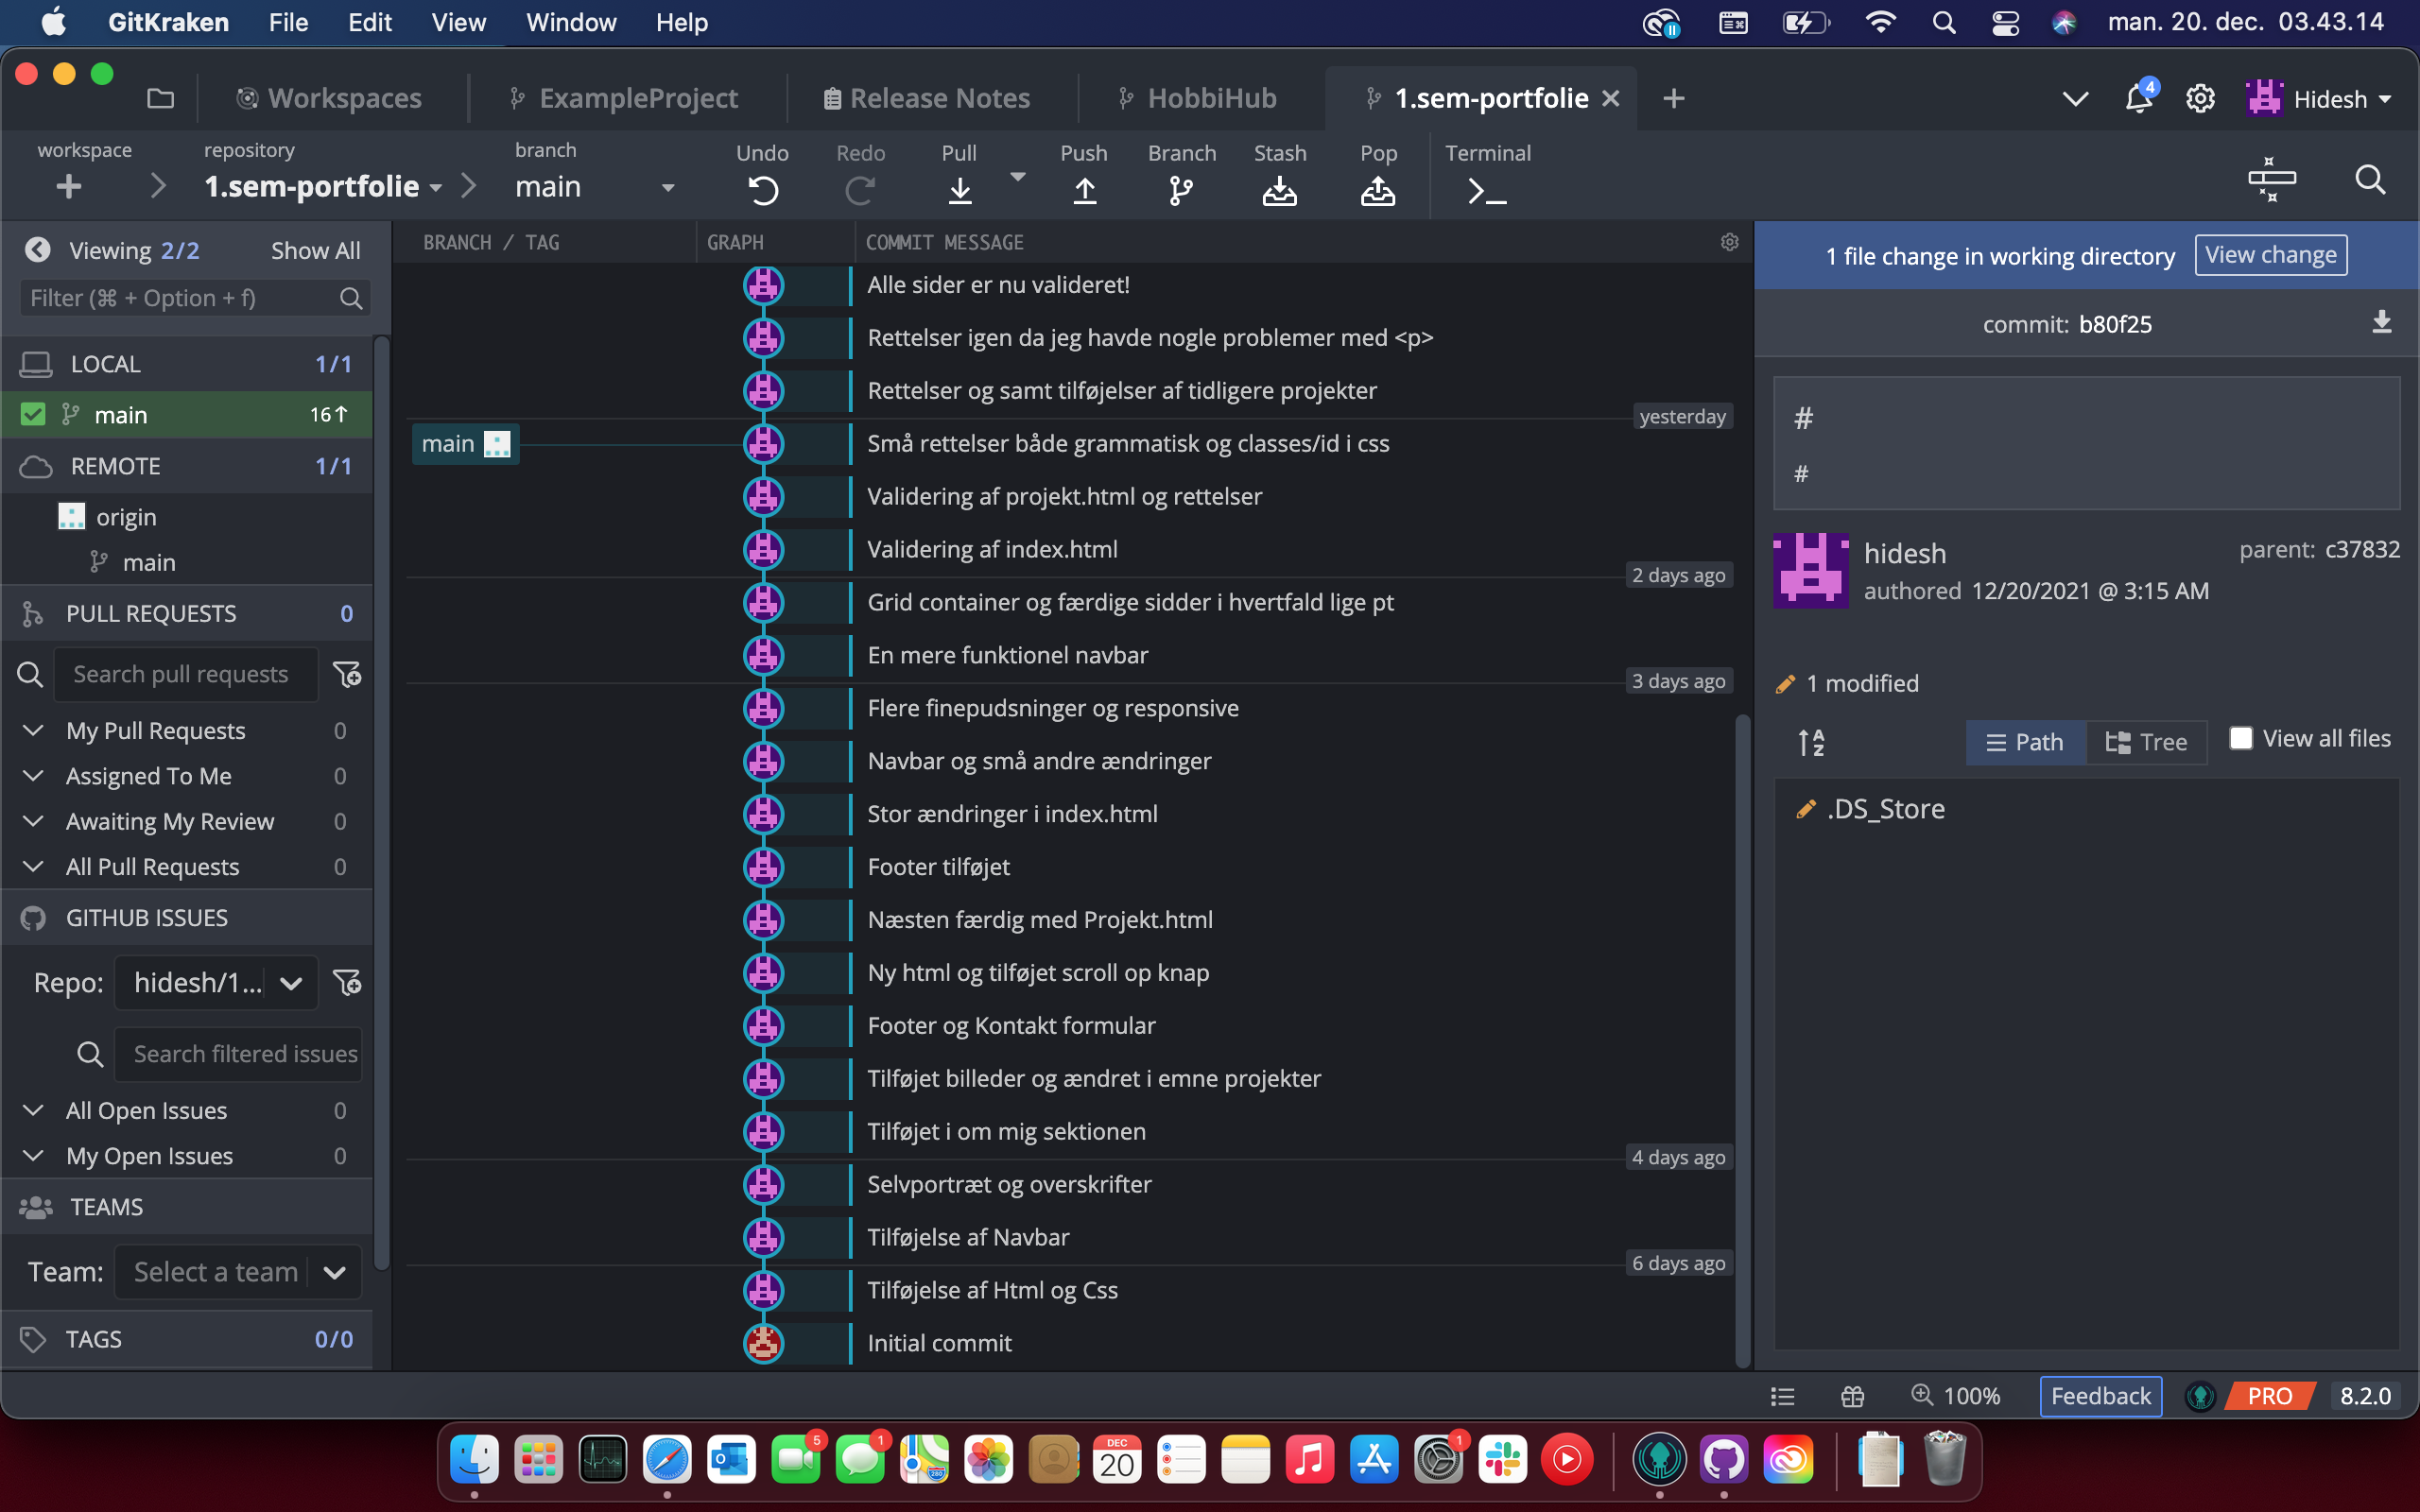 GitKraken File Edit View Window Help man. 20. dec. 03.43.14
Workspaces ExampleProject Release Notes HobbiHub 1.sem-portfolie 4 Hidesh
workspace repository branch Undo Redo Pull Push Branch Stash Pop Terminal
1.sem-portfolie main
Viewing 2/2 Show All
Filter (⌘ + Option + f)
LOCAL 1/1
main 16↑
REMOTE 1/1
origin
main
PULL REQUESTS 0
Search pull requests
My Pull Requests 0
Assigned To Me 0
Awaiting My Review 0
All Pull Requests 0
GITHUB ISSUES
Repo: hidesh/1...
Search filtered issues
All Open Issues 0
My Open Issues 0
TEAMS
Team: Select a team
TAGS 0/0
BRANCH / TAG GRAPH COMMIT MESSAGE
Alle sider er nu valideret!
Rettelser igen da jeg havde nogle problemer med <p>
Rettelser og samt tilføjelser af tidligere projekter
yesterday
main Små rettelser både grammatisk og classes/id i css
Validering af projekt.html og rettelser
Validering af index.html
2 days ago
Grid container og færdige sidder i hvertfald lige pt
En mere funktionel navbar
3 days ago
Flere finepudsninger og responsive
Navbar og små andre ændringer
Stor ændringer i index.html
Footer tilføjet
Næsten færdig med Projekt.html
Ny html og tilføjet scroll op knap
Footer og Kontakt formular
Tilføjet billeder og ændret i emne projekter
Tilføjet i om mig sektionen
4 days ago
Selvportræt og overskrifter
Tilføjelse af Navbar
6 days ago
Tilføjelse af Html og Css
Initial commit
1 file change in working directory View change
commit: b80f25
#
#
hidesh parent: c37832
authored 12/20/2021 @ 3:15 AM
1 modified
Path Tree View all files
.DS_Store
100% Feedback PRO 8.2.0
5 1 DEC 20 1